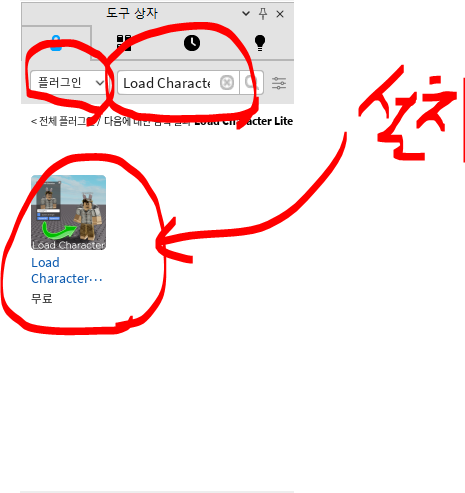 도구 상자
플러그인
Load Characte
설치
< 전체 플러그인 / 다음에 대한 검색 결과 Load Character Lite
Load Character
Load
Character…
무료